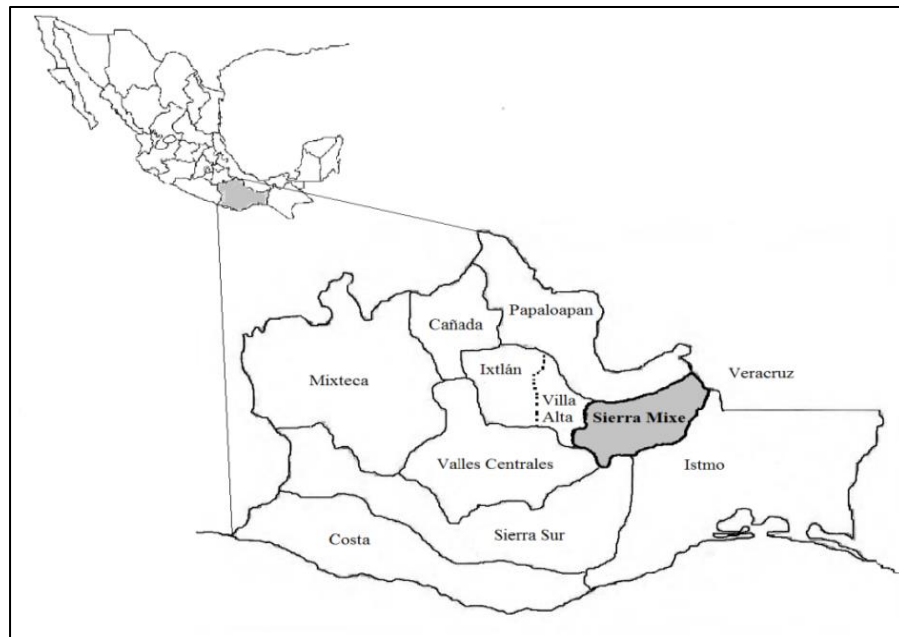 Papaloapan
Cañada
Ixtlán
Mixteca
Veracruz
Villa
Alta
Sierra Mixe
Valles Centrales
Istmo
Costa
Sierra Sur